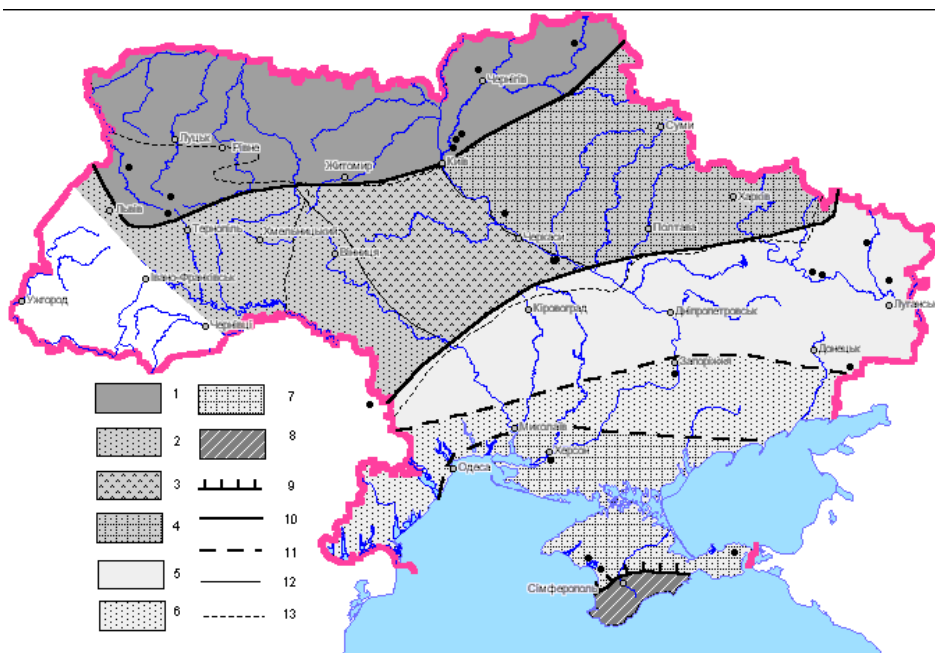 Чернігів
Луцьк
Рівне
Суми
Житомир
Київ
Львів
Харків
Тернопіль
Хмельницький
Черкаси
Полтава
Вінниця
Івано-Франківськ
Ужгород
Чернівці
Кіровоград
Дніпропетровськ
Луганськ
Донецьк
Запоріжжя
Миколаїв
Херсон
Одеса
Сімферополь
1
2
3
4
5
6
7
8
9
10
11
12
13